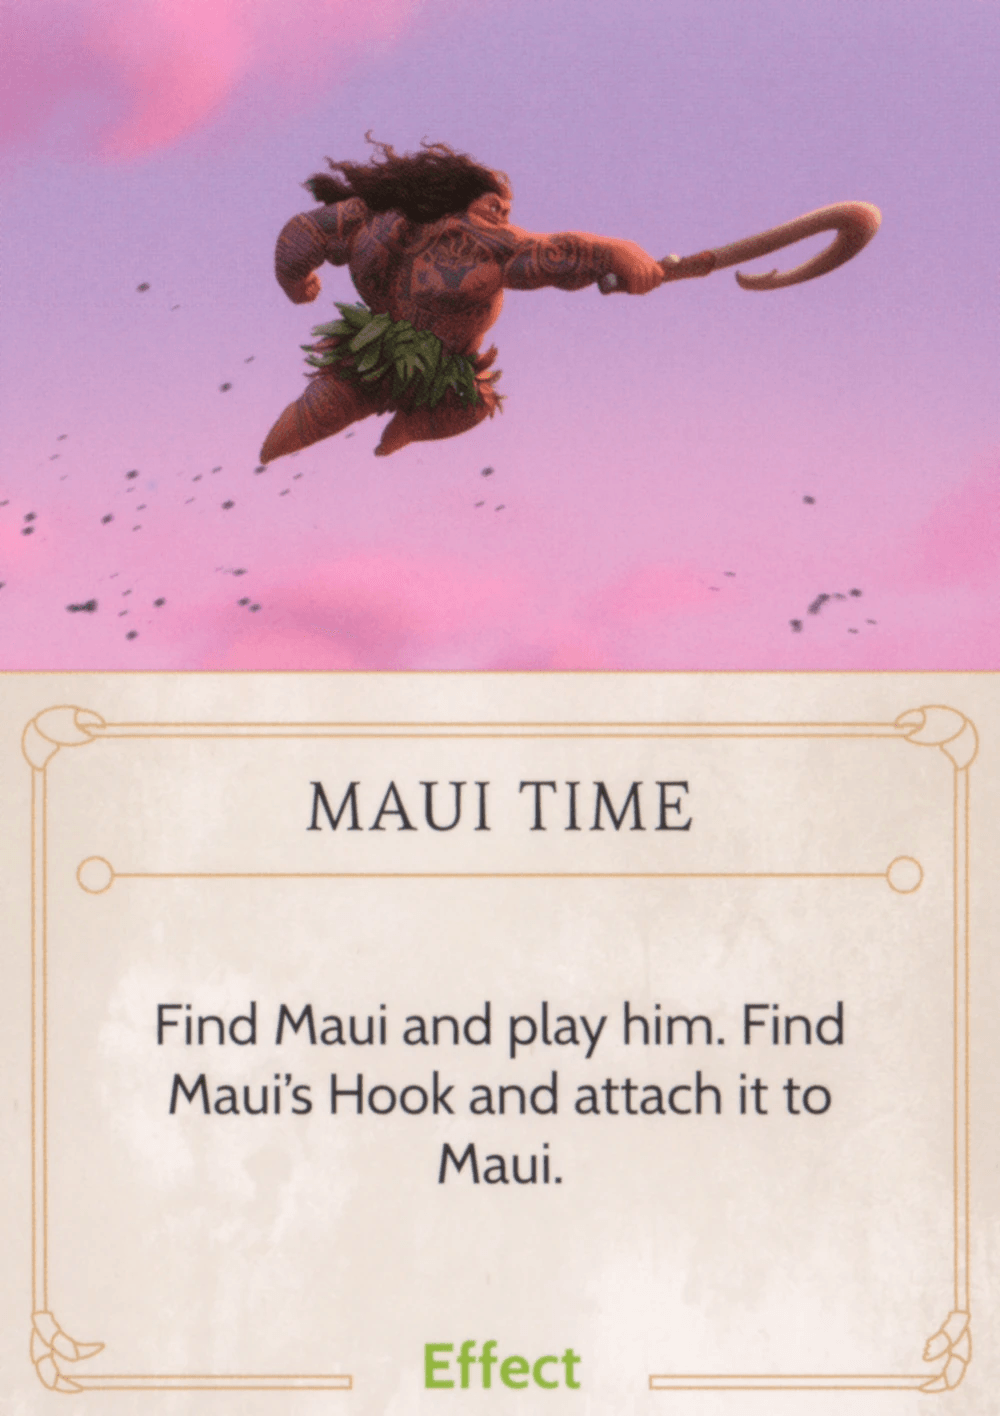 MAUI TIME
Find Maui and play him. Find
Maui's Hook and attach it to
Maui.
Effect